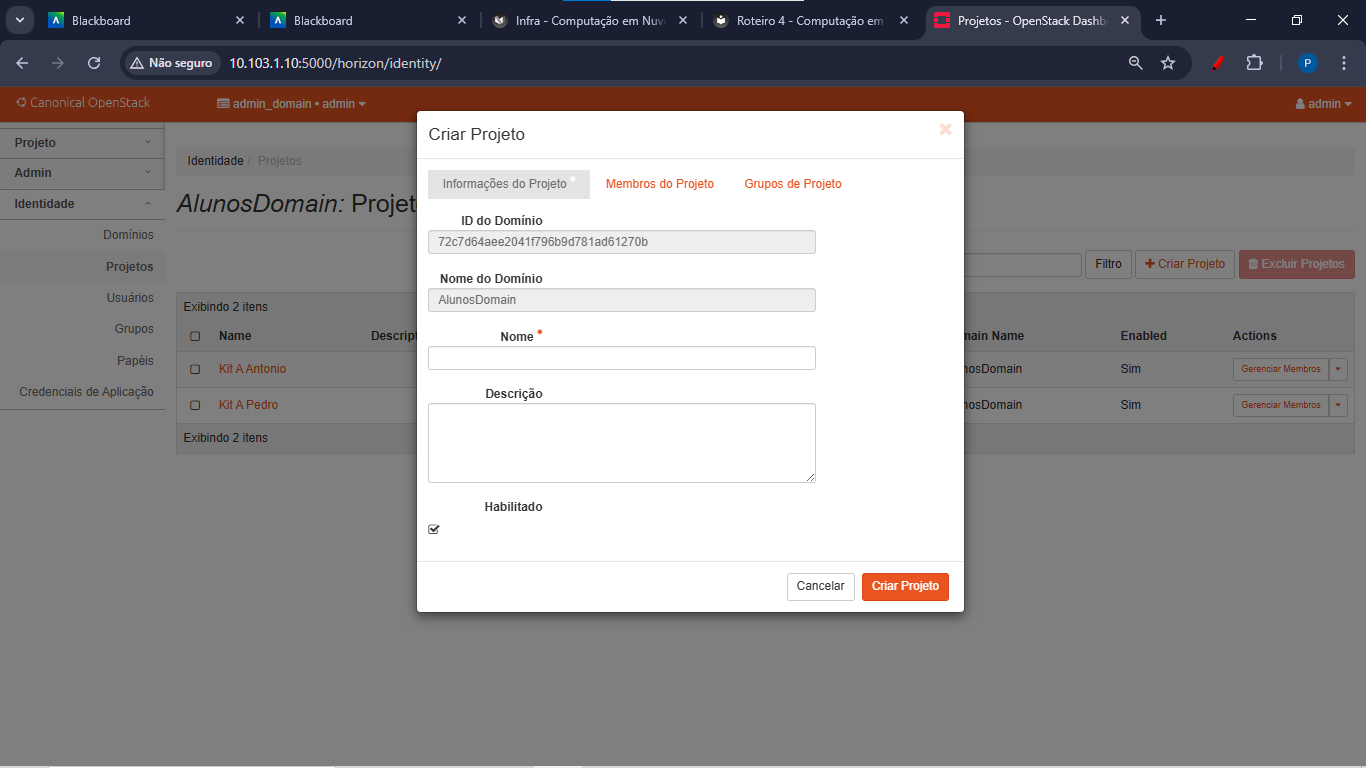 Blackboard
Blackboard
Infra - Computação em Nuv
Roteiro 4 - Computação em
Projetos - OpenStack Dashb
Não seguro
10.103.1.10:5000/horizon/identity/
P
Canonical OpenStack
admin_domain • admin
admin
Projeto
Admin
Identidade
Domínios
Projetos
Usuários
Grupos
Papéis
Credenciais de Aplicação
Identidade / Projetos
AlunosDomain: Projet
Filtro
Criar Projeto
Excluir Projetos
Exibindo 2 itens
Name Descript main Name Enabled Actions
Kit A Antonio nosDomain Sim Gerenciar Membros
Kit A Pedro nosDomain Sim Gerenciar Membros
Exibindo 2 itens
Criar Projeto
Informações do Projeto * Membros do Projeto Grupos de Projeto
ID do Domínio
72c7d64aee2041f796b9d781ad61270b
Nome do Domínio
AlunosDomain
Nome *
Descrição
Habilitado
Cancelar
Criar Projeto